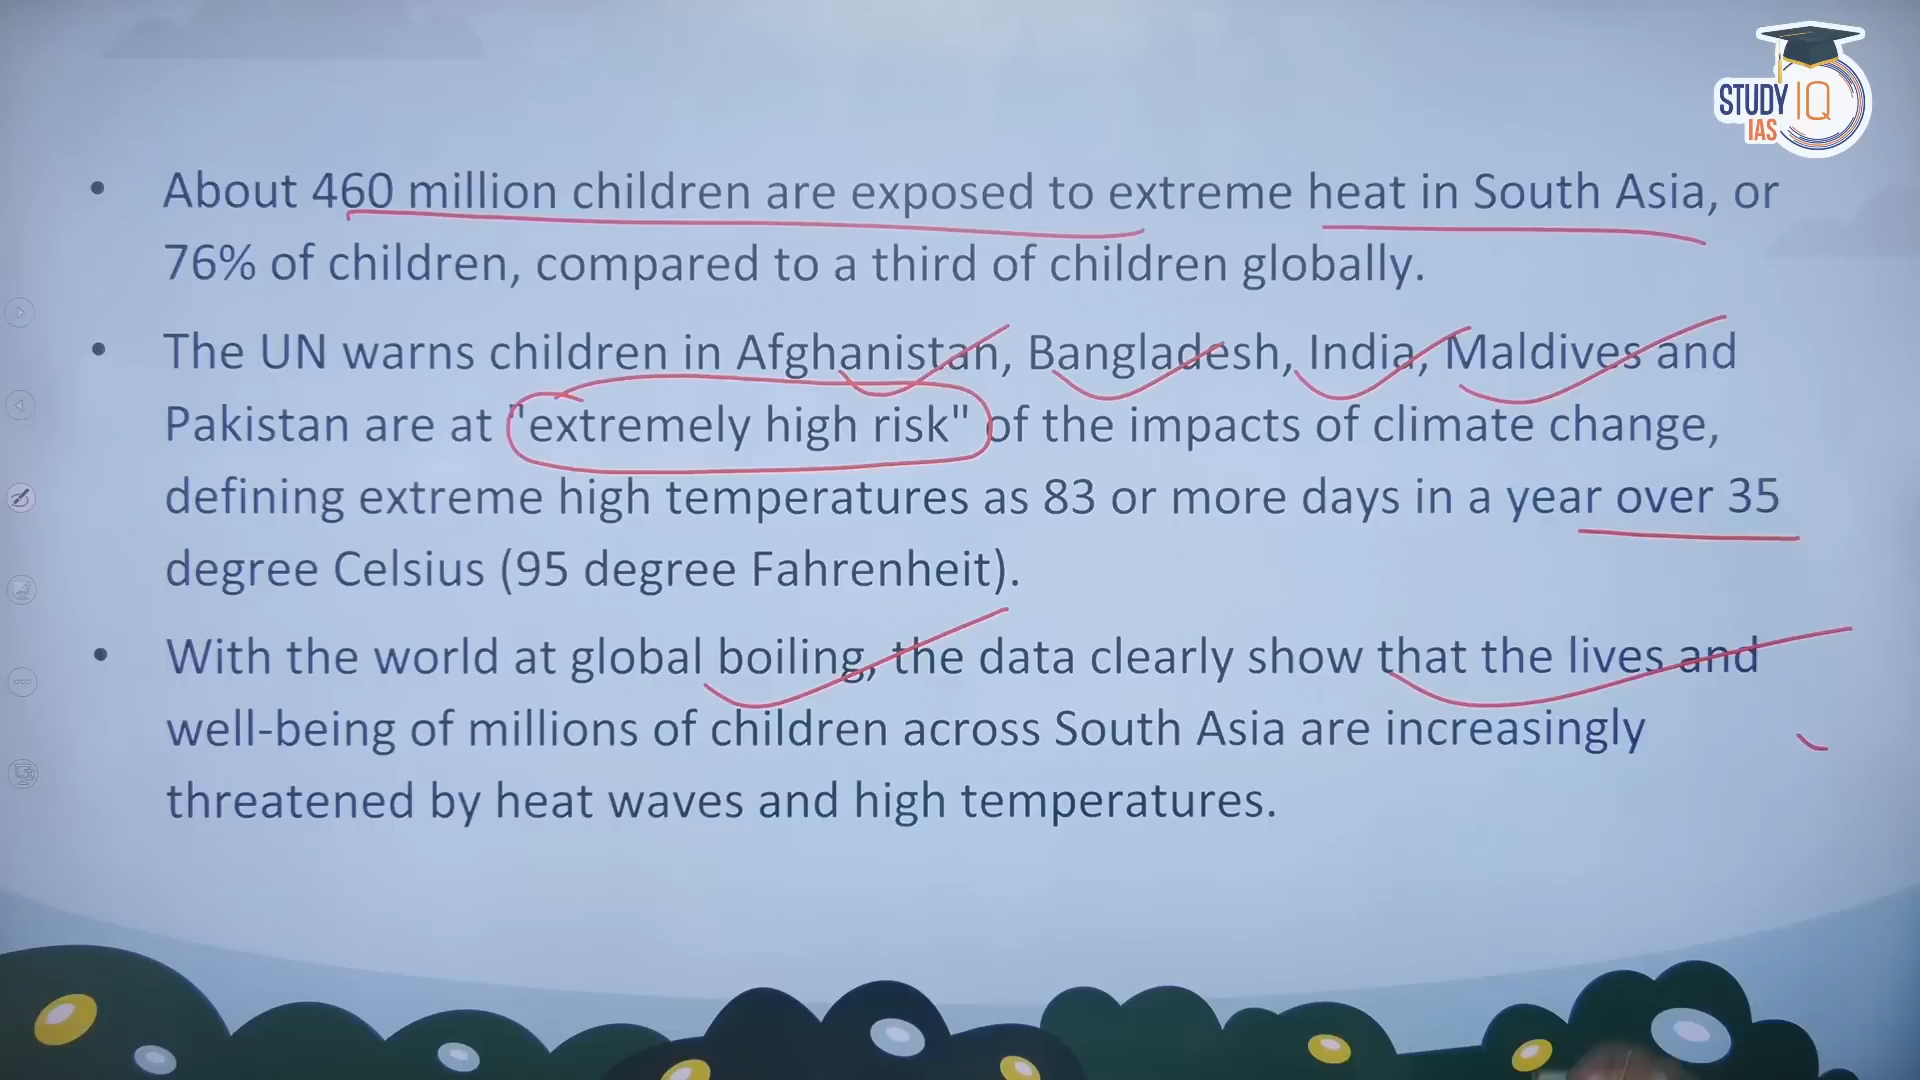 STUDY IQ
IAS
• About 460 million children are exposed to extreme heat in South Asia, or
76% of children, compared to a third of children globally.
• The UN warns children in Afghanistan, Bangladesh, India, Maldives and
Pakistan are at "extremely high risk" of the impacts of climate change,
defining extreme high temperatures as 83 or more days in a year over 35
degree Celsius (95 degree Fahrenheit).
• With the world at global boiling, the data clearly show that the lives and
well-being of millions of children across South Asia are increasingly
threatened by heat waves and high temperatures.